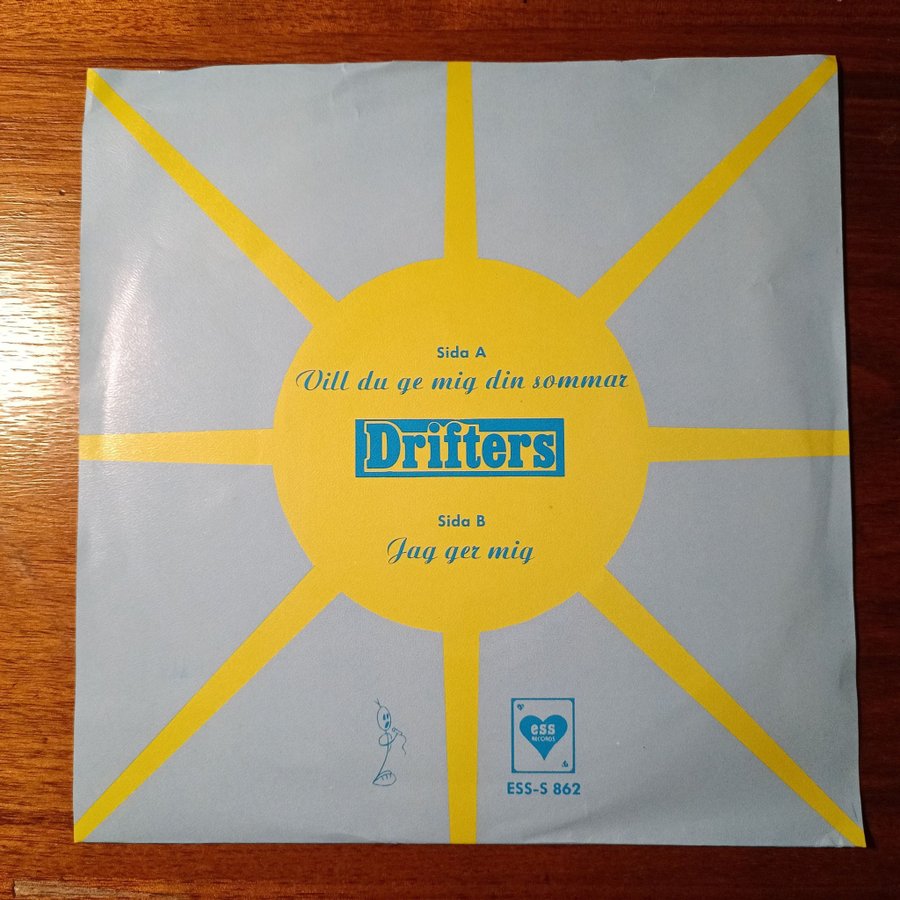 Sida A
Vill du ge mig din sommar
Drifters
Sida B
Jag ger mig
ess
RECORDS
ESS-S 862